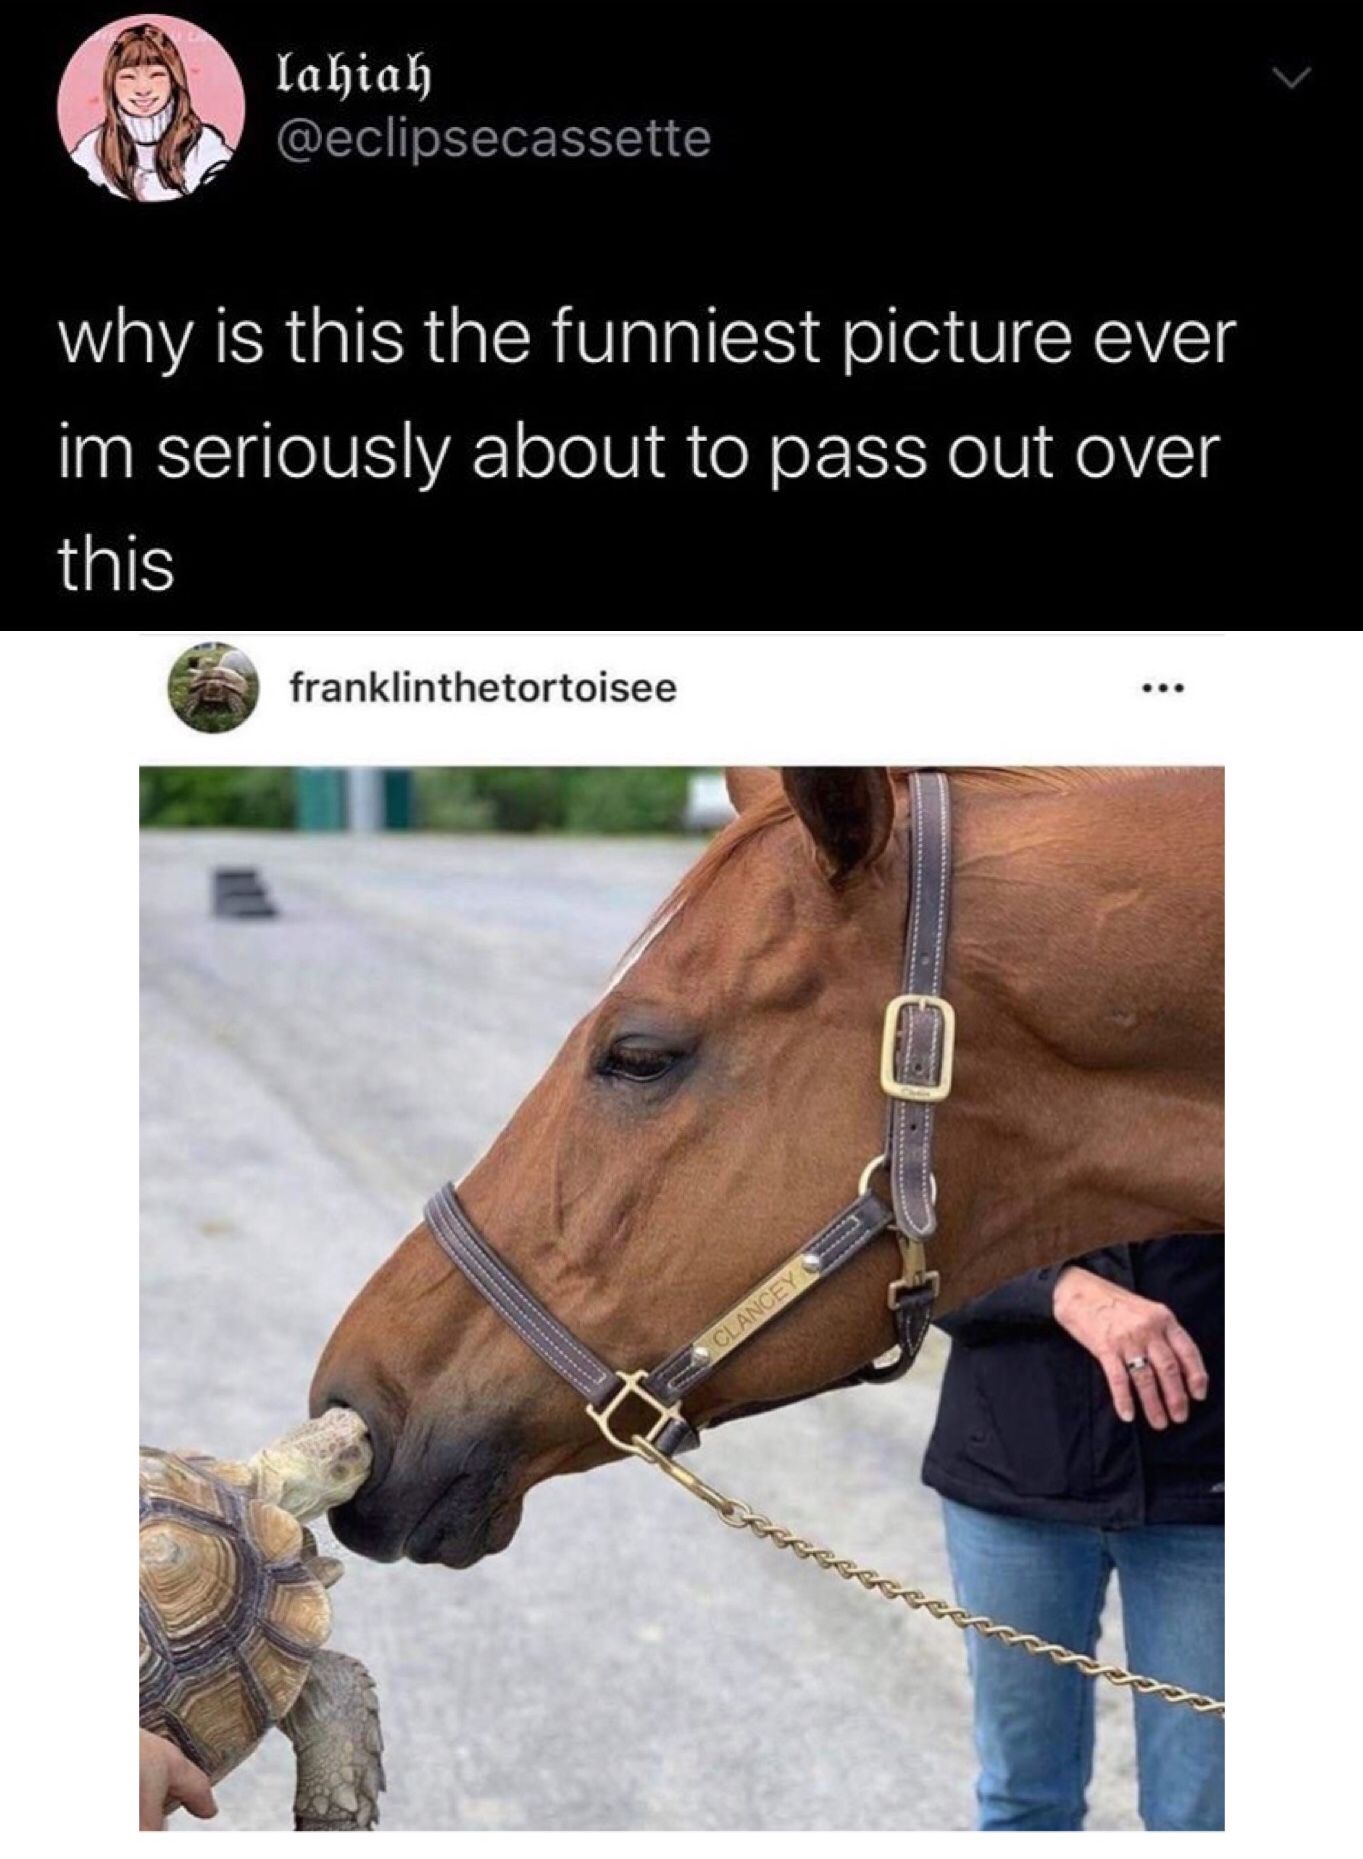 lahiah
@eclipsecassette
why is this the funniest picture ever
im seriously about to pass out over
this
franklinthetortoisee
CLANCEY